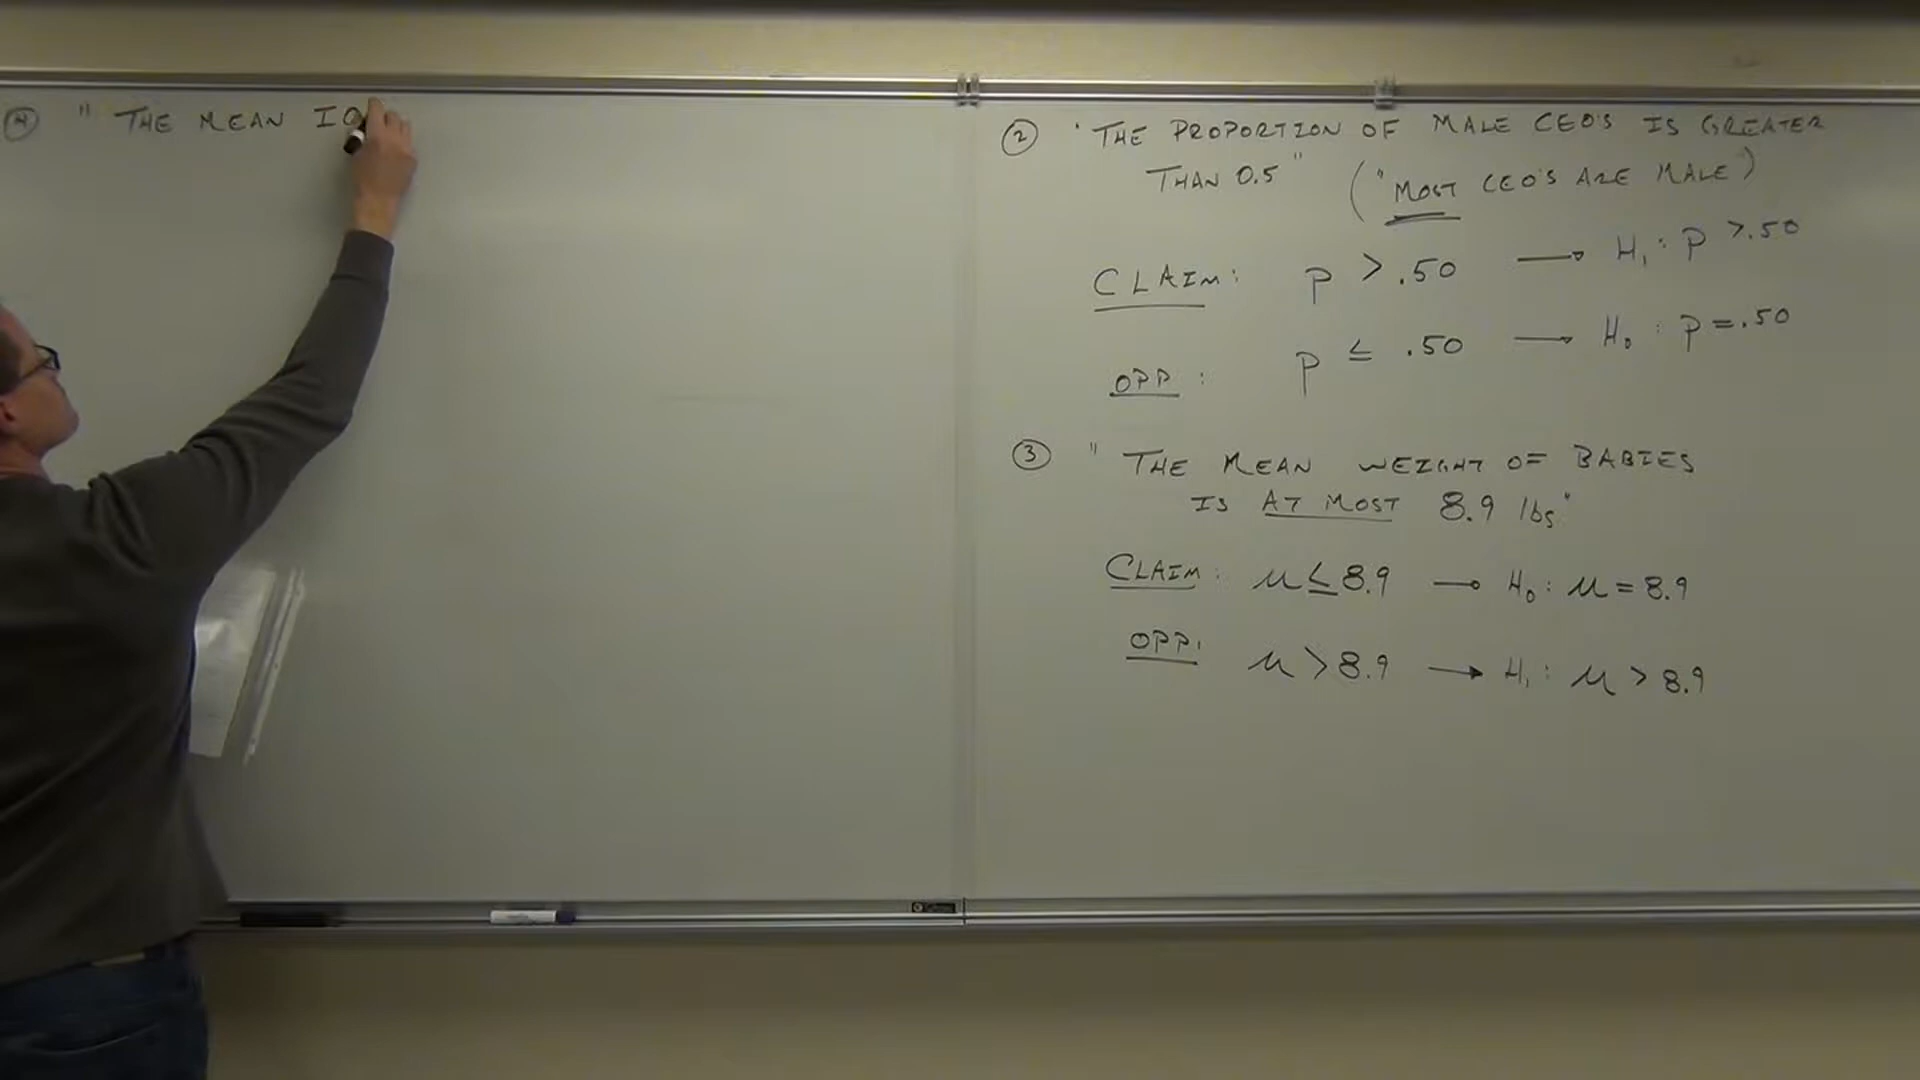 ④ " THE MEAN IQ
② "THE PROPORTION OF MALE CEO'S IS GREATER
THAN 0.5" ("MOST CEO'S ARE MALE")
CLAIM: p > .50 → H₁: p >.50
OPP: p ≤ .50 → H₀: p =.50
③ "THE MEAN WEIGHT OF BABIES
IS AT MOST 8.9 lbs"
CLAIM: μ ≤ 8.9 → H₀: μ = 8.9
OPP. μ > 8.9 → H₁: μ > 8.9